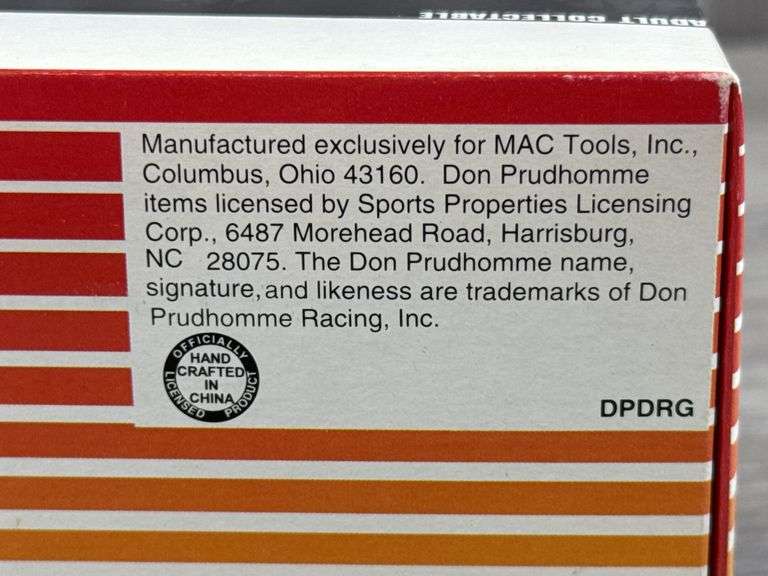 ADULT COLLECTABLE
Manufactured exclusively for MAC Tools, Inc.,
Columbus, Ohio 43160. Don Prudhomme
items licensed by Sports Properties Licensing
Corp., 6487 Morehead Road, Harrisburg,
NC 28075. The Don Prudhomme name,
signature, and likeness are trademarks of Don
Prudhomme Racing, Inc.
OFFICIALLY
HAND
CRAFTED
IN
CHINA
LICENSED PRODUCT
DPDRG